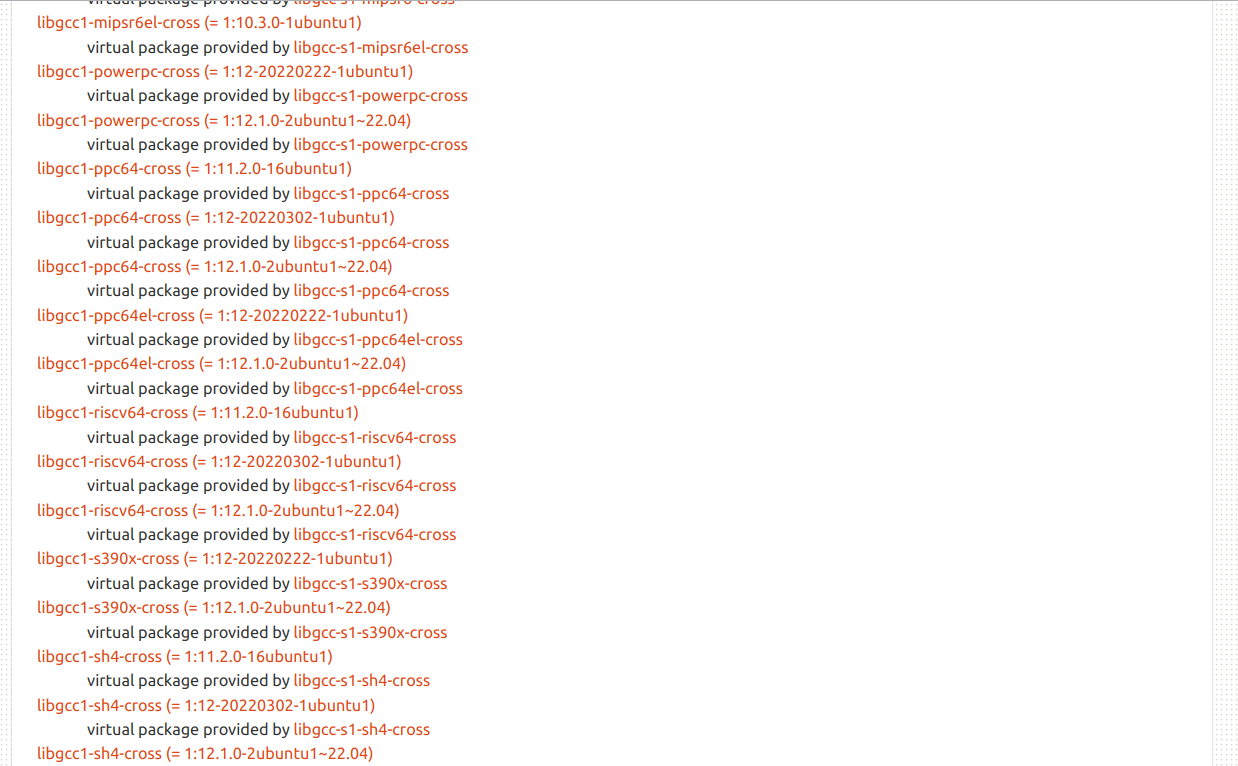 virtual package provided by libgcc-s1-mipsr6-cross
libgcc1-mipsr6el-cross (= 1:10.3.0-1ubuntu1)
virtual package provided by libgcc-s1-mipsr6el-cross
libgcc1-powerpc-cross (= 1:12-20220222-1ubuntu1)
virtual package provided by libgcc-s1-powerpc-cross
libgcc1-powerpc-cross (= 1:12.1.0-2ubuntu1~22.04)
virtual package provided by libgcc-s1-powerpc-cross
libgcc1-ppc64-cross (= 1:11.2.0-16ubuntu1)
virtual package provided by libgcc-s1-ppc64-cross
libgcc1-ppc64-cross (= 1:12-20220302-1ubuntu1)
virtual package provided by libgcc-s1-ppc64-cross
libgcc1-ppc64-cross (= 1:12.1.0-2ubuntu1~22.04)
virtual package provided by libgcc-s1-ppc64-cross
libgcc1-ppc64el-cross (= 1:12-20220222-1ubuntu1)
virtual package provided by libgcc-s1-ppc64el-cross
libgcc1-ppc64el-cross (= 1:12.1.0-2ubuntu1~22.04)
virtual package provided by libgcc-s1-ppc64el-cross
libgcc1-riscv64-cross (= 1:11.2.0-16ubuntu1)
virtual package provided by libgcc-s1-riscv64-cross
libgcc1-riscv64-cross (= 1:12-20220302-1ubuntu1)
virtual package provided by libgcc-s1-riscv64-cross
libgcc1-riscv64-cross (= 1:12.1.0-2ubuntu1~22.04)
virtual package provided by libgcc-s1-riscv64-cross
libgcc1-s390x-cross (= 1:12-20220222-1ubuntu1)
virtual package provided by libgcc-s1-s390x-cross
libgcc1-s390x-cross (= 1:12.1.0-2ubuntu1~22.04)
virtual package provided by libgcc-s1-s390x-cross
libgcc1-sh4-cross (= 1:11.2.0-16ubuntu1)
virtual package provided by libgcc-s1-sh4-cross
libgcc1-sh4-cross (= 1:12-20220302-1ubuntu1)
virtual package provided by libgcc-s1-sh4-cross
libgcc1-sh4-cross (= 1:12.1.0-2ubuntu1~22.04)